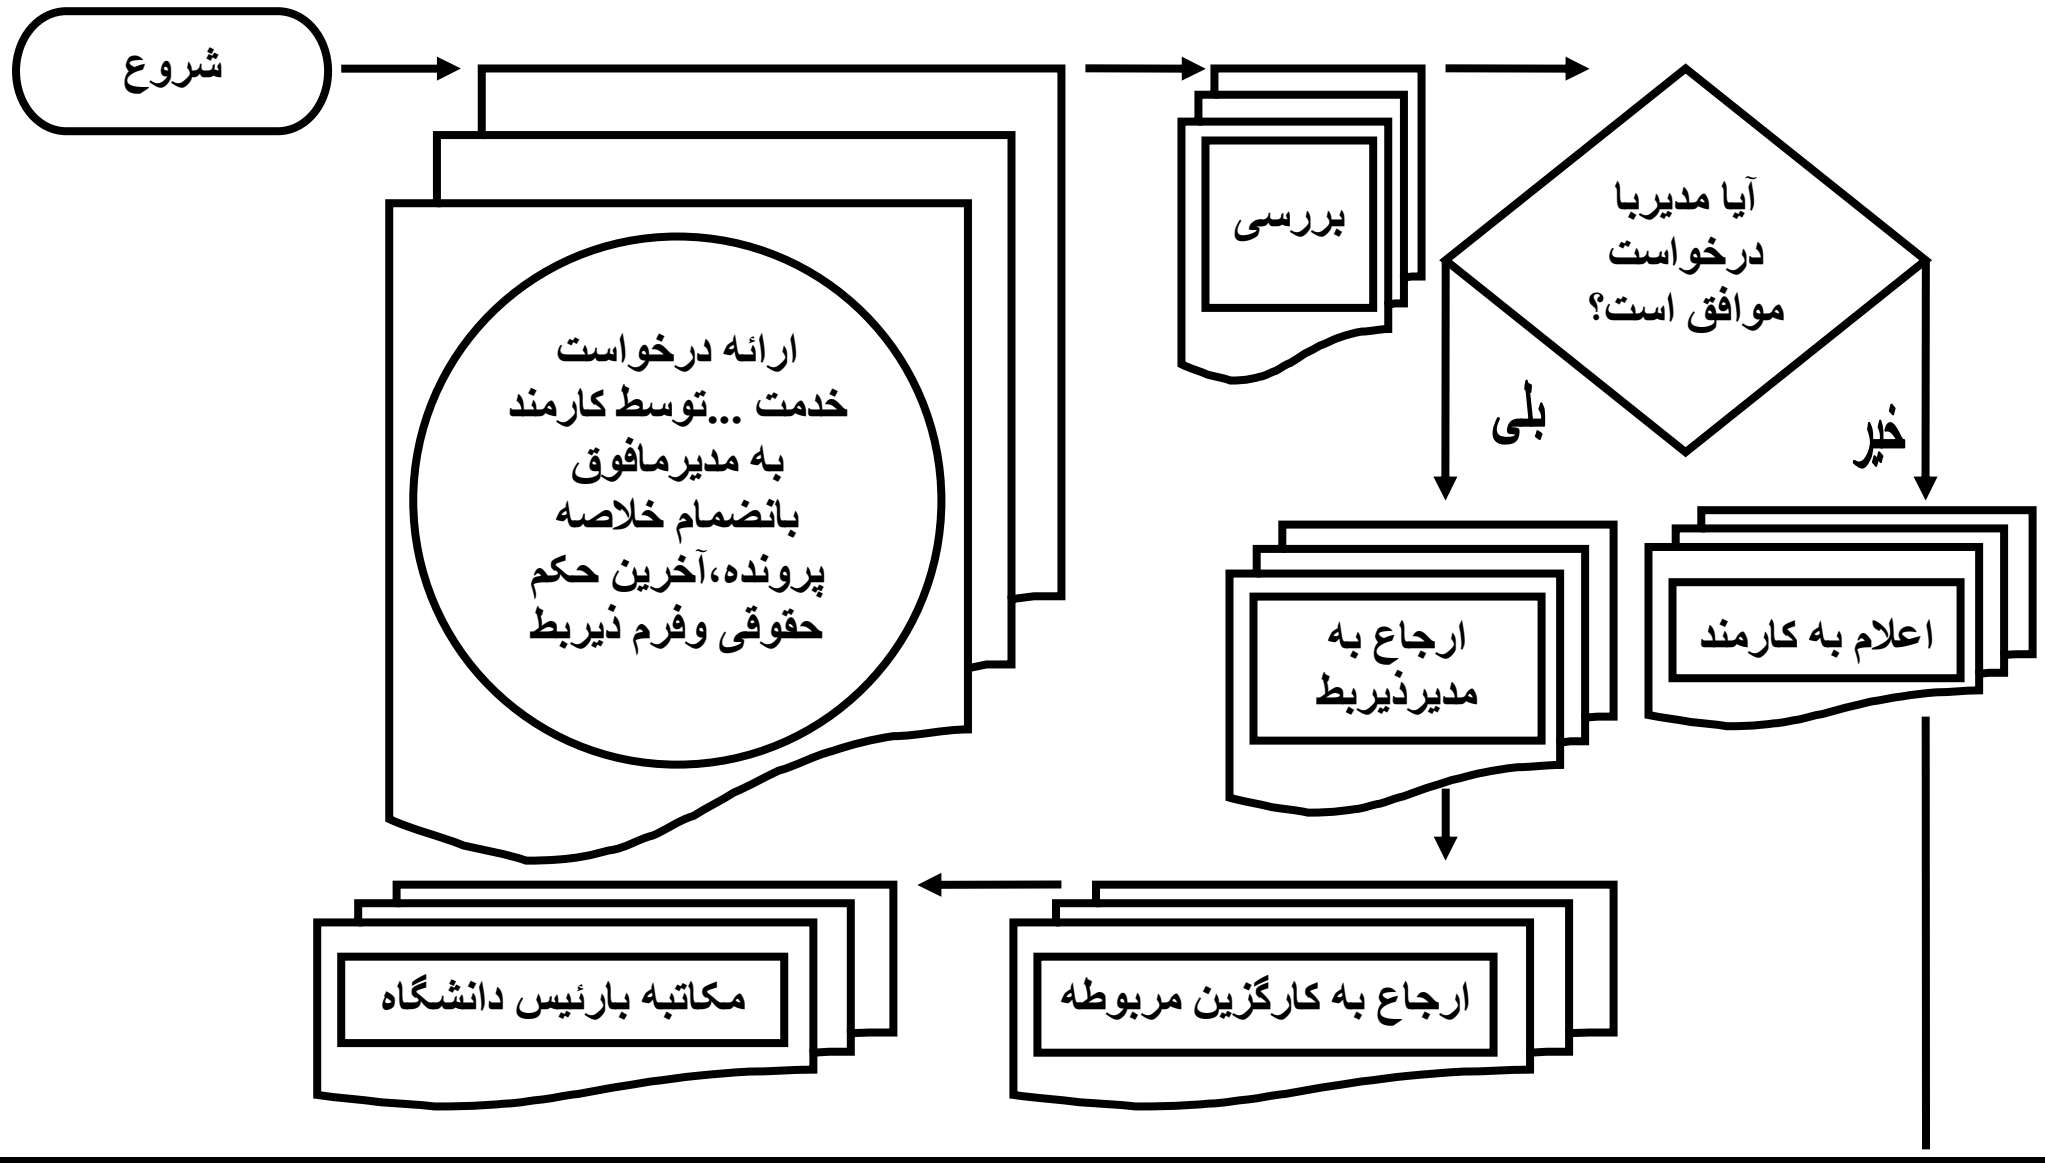 شروع
ارائه درخواست
خدمت ...توسط کارمند
به مدیرمافوق
بانضمام خلاصه
پرونده،آخرین حکم
حقوقی وفرم ذیربط
بررسی
آیا مدیربا
درخواست
موافق است؟
بلی
خیر
ارجاع به
مدیرذیربط
اعلام به کارمند
ارجاع به کارگزین مربوطه
مکاتبه بارئیس دانشگاه